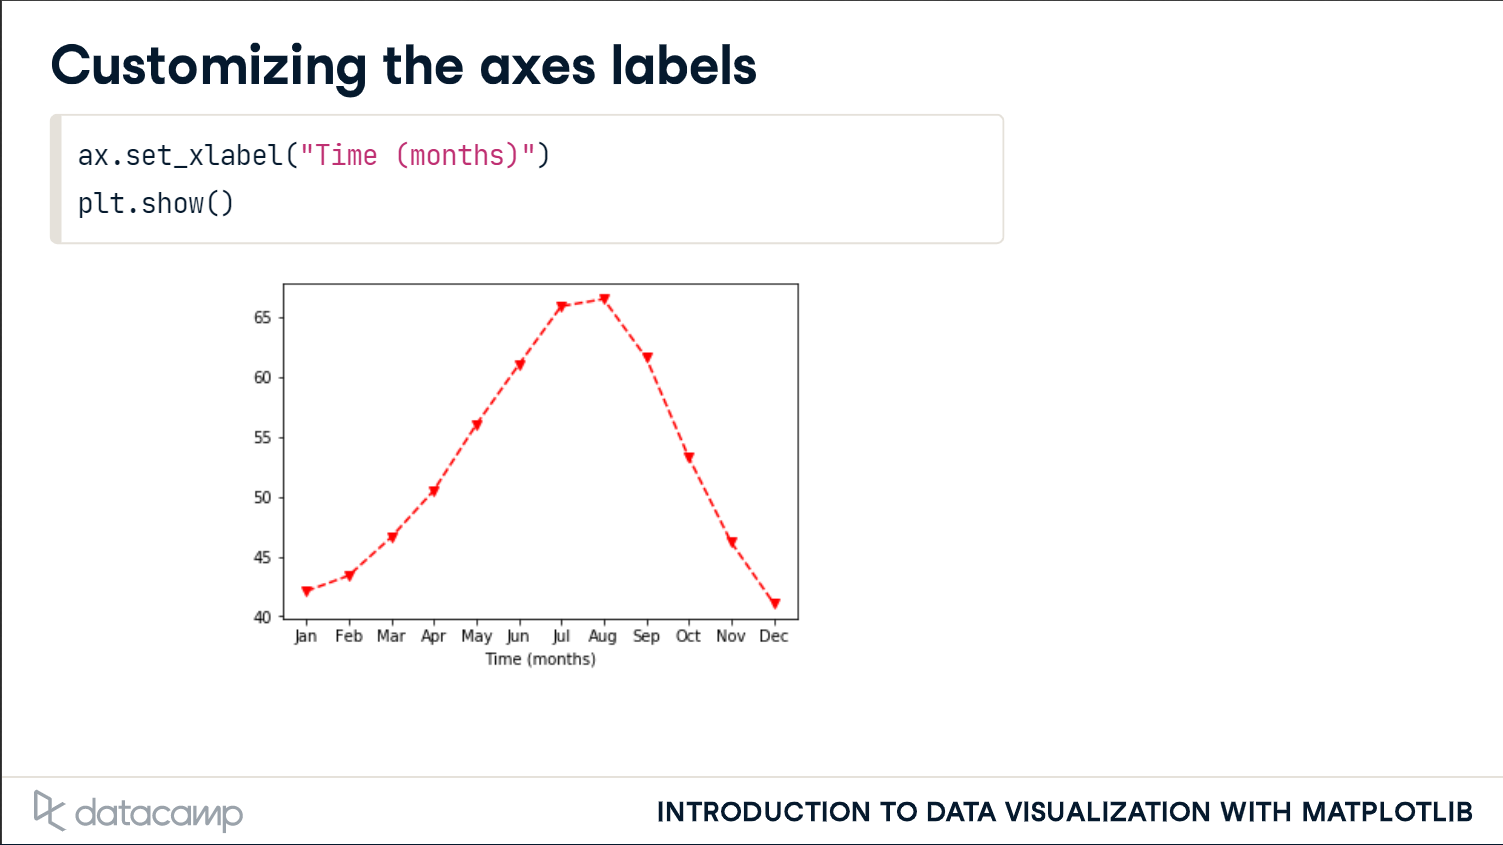 Customizing the axes labels
ax.set_xlabel("Time (months)")
plt.show()
65
60
55
50
45
40
Jan Feb Mar Apr May Jun Jul Aug Sep Oct Nov Dec
Time (months)
datacamp
INTRODUCTION TO DATA VISUALIZATION WITH MATPLOTLIB